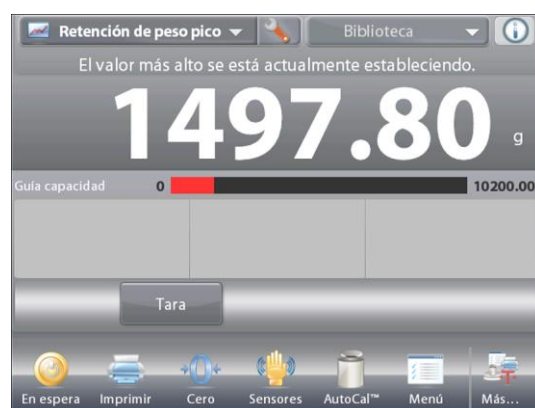 Retención de peso pico Biblioteca
El valor más alto se está actualmente estableciendo.
1497.80 g
Guía capacidad 0 10200.00
Tara
En espera Imprimir Cero Sensores AutoCal™ Menú Más...